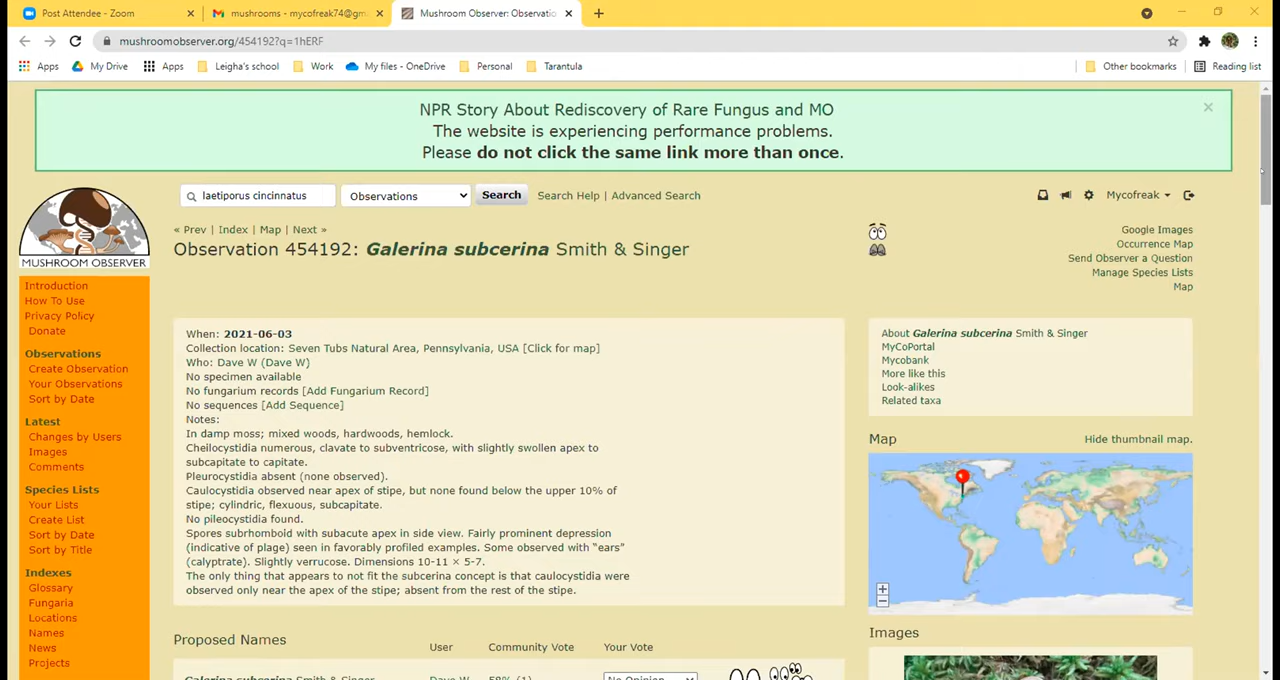 Post Attendee - Zoom
mushrooms - mycofreak74@gm
Mushroom Observer: Observatio
mushroomobserver.org/454192?q=1hERF
Apps
My Drive
Apps
Leigha's school
Work
My files - OneDrive
Personal
Tarantula
Other bookmarks
Reading list
NPR Story About Rediscovery of Rare Fungus and MO
The website is experiencing performance problems.
Please do not click the same link more than once.
laetiporus cincinnatus
Observations
Search
Search Help | Advanced Search
Mycofreak
MUSHROOM OBSERVER
« Prev | Index | Map | Next »
Observation 454192: Galerina subcerina Smith & Singer
Google Images
Occurrence Map
Send Observer a Question
Manage Species Lists
Map
Introduction
How To Use
Privacy Policy
Donate
Observations
Create Observation
Your Observations
Sort by Date
Latest
Changes by Users
Images
Comments
Species Lists
Your Lists
Create List
Sort by Date
Sort by Title
Indexes
Glossary
Fungaria
Locations
Names
News
Projects
When: 2021-06-03
Collection location: Seven Tubs Natural Area, Pennsylvania, USA [Click for map]
Who: Dave W (Dave W)
No specimen available
No fungarium records [Add Fungarium Record]
No sequences [Add Sequence]
Notes:
In damp moss; mixed woods, hardwoods, hemlock.
Cheilocystidia numerous, clavate to subventricose, with slightly swollen apex to
subcapitate to capitate.
Pleurocystidia absent (none observed).
Caulocystidia observed near apex of stipe, but none found below the upper 10% of
stipe; cylindric, flexuous, subcapitate.
No pileocystidia found.
Spores subrhomboid with subacute apex in side view. Fairly prominent depression
(indicative of plage) seen in favorably profiled examples. Some observed with “ears”
(calyptrate). Slightly verrucose. Dimensions 10-11 × 5-7.
The only thing that appears to not fit the subcerina concept is that caulocystidia were
observed only near the apex of the stipe; absent from the rest of the stipe.
About Galerina subcerina Smith & Singer
MyCoPortal
Mycobank
More like this
Look-alikes
Related taxa
Map
Hide thumbnail map.
Images
Proposed Names
User
Community Vote
Your Vote
Galerina subcerina Smith & Singer
Dave W
58% (1)
No Opinion